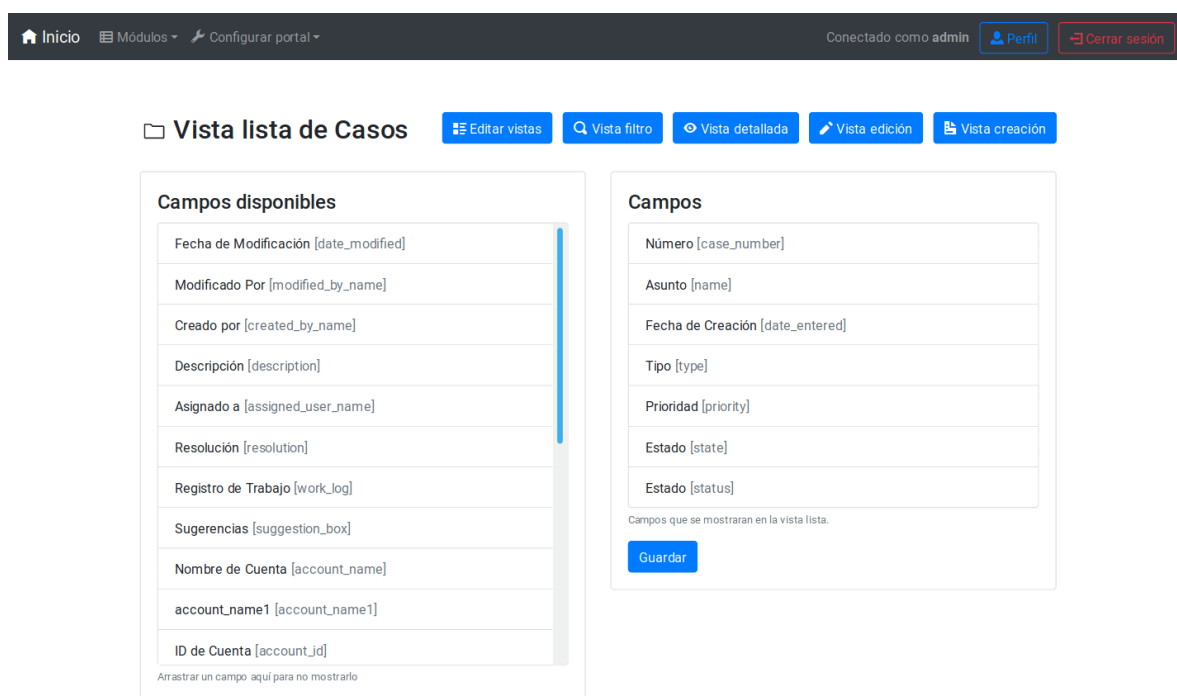 Inicio Módulos Configurar portal Conectado como admin Perfil Cerrar sesión
Vista lista de Casos Editar vistas Vista filtro Vista detallada Vista edición Vista creación
Campos disponibles
Fecha de Modificación [date_modified]
Modificado Por [modified_by_name]
Creado por [created_by_name]
Descripción [description]
Asignado a [assigned_user_name]
Resolución [resolution]
Registro de Trabajo [work_log]
Sugerencias [suggestion_box]
Nombre de Cuenta [account_name]
account_name1 [account_name1]
ID de Cuenta [account_id]
Arrastrar un campo aquí para no mostrarlo
Campos
Número [case_number]
Asunto [name]
Fecha de Creación [date_entered]
Tipo [type]
Prioridad [priority]
Estado [state]
Estado [status]
Campos que se mostraran en la vista lista.
Guardar